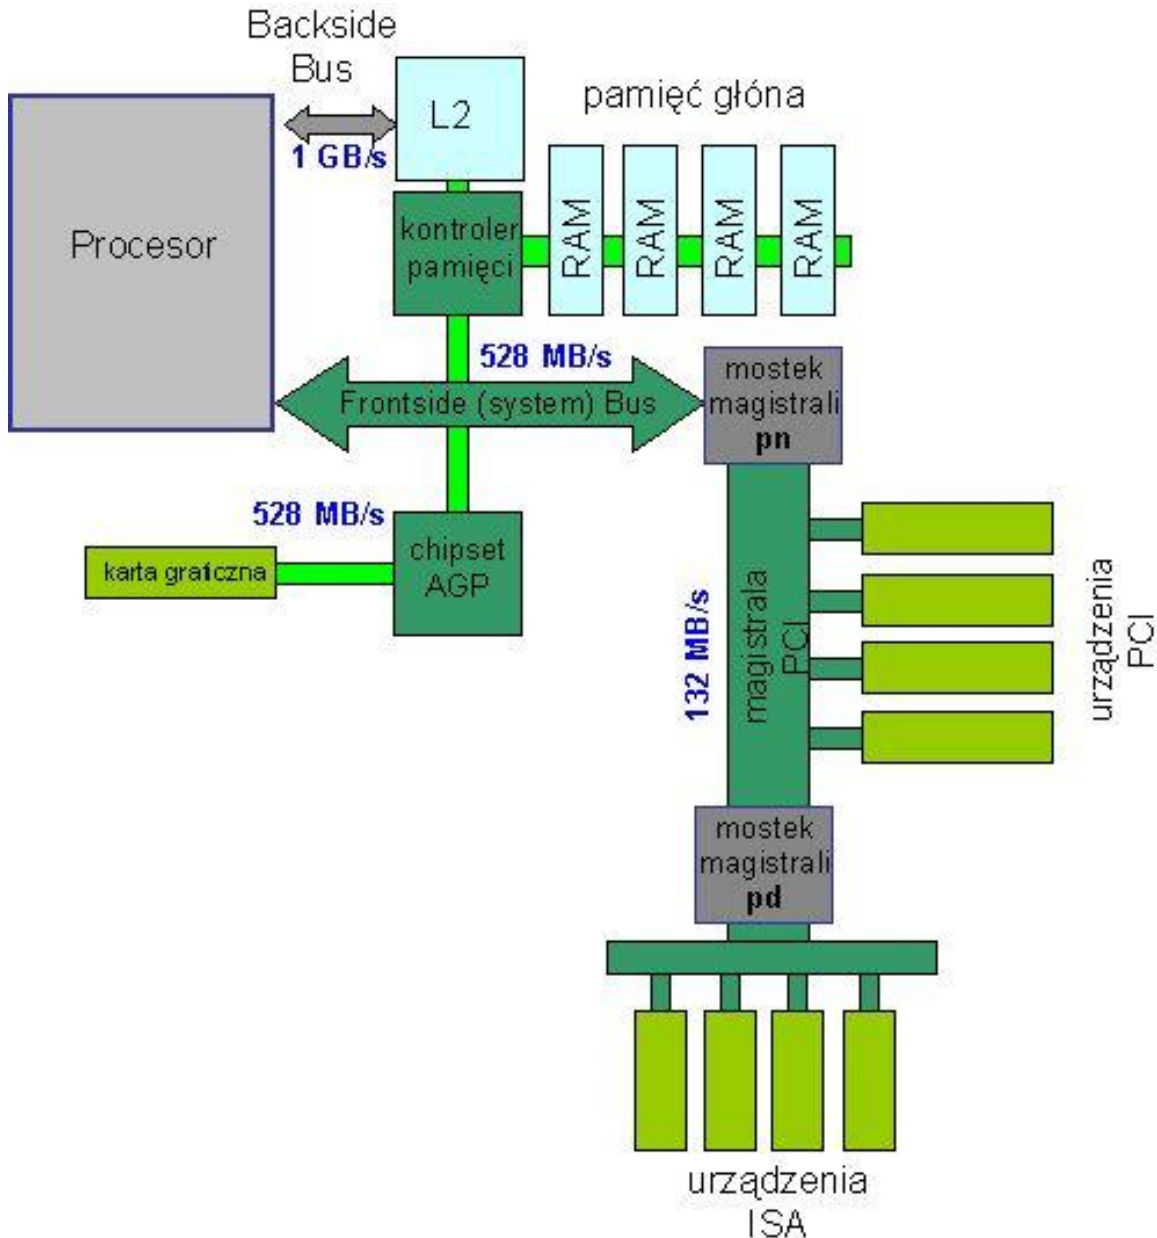 Backside
Bus
L2
pamięć głóna
1 GB/s
Procesor
kontroler
pamięci
RAM
RAM
RAM
RAM
528 MB/s
Frontside (system) Bus
mostek
magistrali
pn
528 MB/s
karta graficzna
chipset
AGP
132 MB/s
magistrala
PCI
urządzenia
PCI
mostek
magistrali
pd
urządzenia
ISA